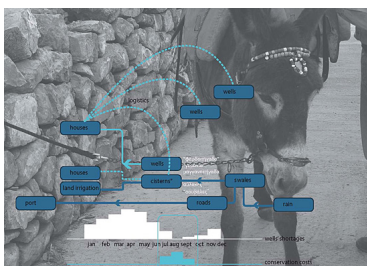 wells
logistics
wells
houses
wells
houses
cisterns"
swales
land irrigation
port
roads
rain
jan feb mar apr may jun jul aug sept oct nov dec
wells shortages
conservation costs